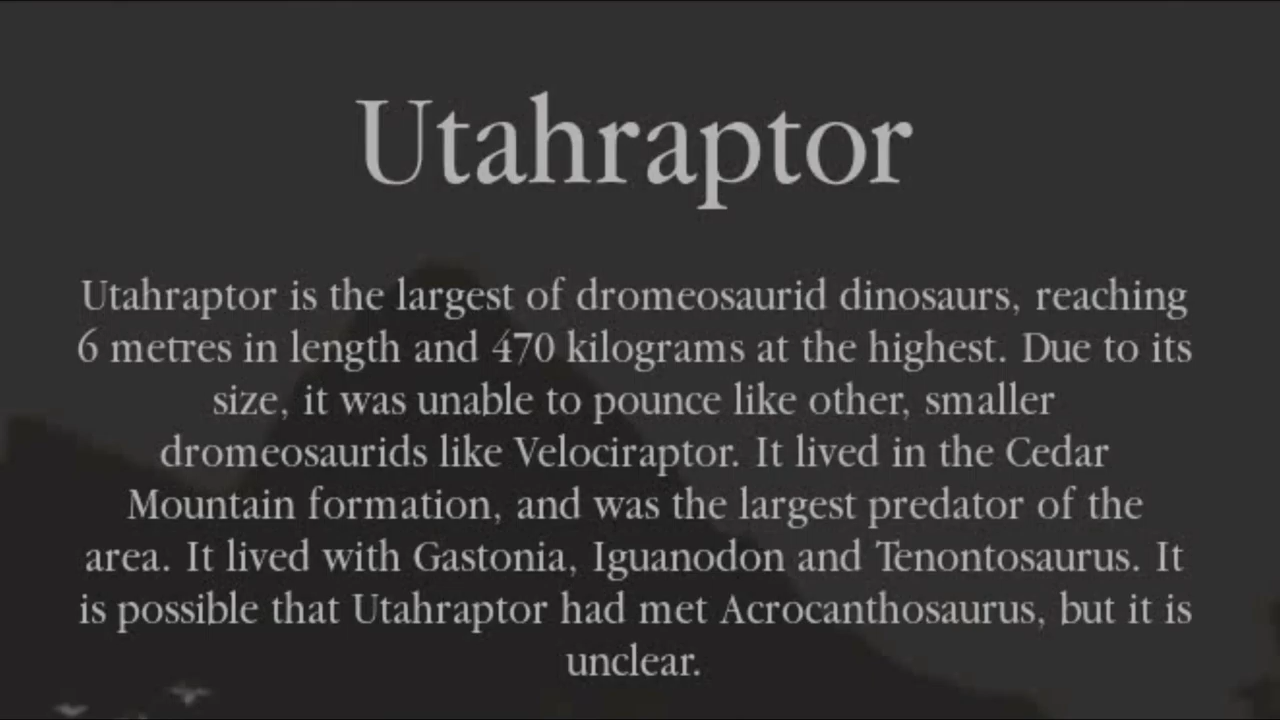 Utahraptor
Utahraptor is the largest of dromeosaurid dinosaurs, reaching
6 metres in length and 470 kilograms at the highest. Due to its
size, it was unable to pounce like other, smaller
dromeosaurids like Velociraptor. It lived in the Cedar
Mountain formation, and was the largest predator of the
area. It lived with Gastonia, Iguanodon and Tenontosaurus. It
is possible that Utahraptor had met Acrocanthosaurus, but it is
unclear.